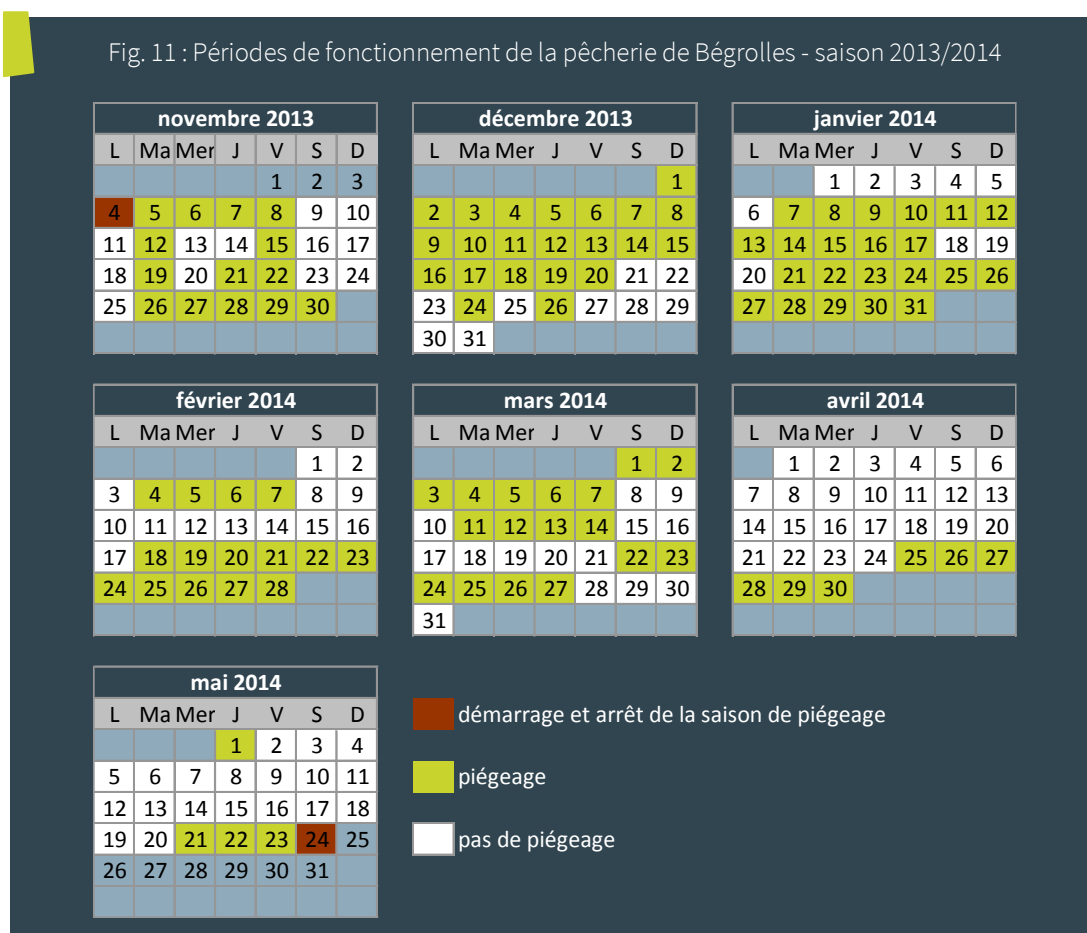 Fig. 11 : Périodes de fonctionnement de la pêcherie de Bégrolles - saison 2013/2014
novembre 2013
L Ma Mer J V S D
1 2 3
4 5 6 7 8 9 10
11 12 13 14 15 16 17
18 19 20 21 22 23 24
25 26 27 28 29 30
décembre 2013
L Ma Mer J V S D
1
2 3 4 5 6 7 8
9 10 11 12 13 14 15
16 17 18 19 20 21 22
23 24 25 26 27 28 29
30 31
janvier 2014
L Ma Mer J V S D
1 2 3 4 5
6 7 8 9 10 11 12
13 14 15 16 17 18 19
20 21 22 23 24 25 26
27 28 29 30 31
février 2014
L Ma Mer J V S D
1 2
3 4 5 6 7 8 9
10 11 12 13 14 15 16
17 18 19 20 21 22 23
24 25 26 27 28
mars 2014
L Ma Mer J V S D
1 2
3 4 5 6 7 8 9
10 11 12 13 14 15 16
17 18 19 20 21 22 23
24 25 26 27 28 29 30
31
avril 2014
L Ma Mer J V S D
1 2 3 4 5 6
7 8 9 10 11 12 13
14 15 16 17 18 19 20
21 22 23 24 25 26 27
28 29 30
mai 2014
L Ma Mer J V S D
1 2 3 4
5 6 7 8 9 10 11
12 13 14 15 16 17 18
19 20 21 22 23 24 25
26 27 28 29 30 31
démarrage et arrêt de la saison de piégeage
piégeage
pas de piégeage